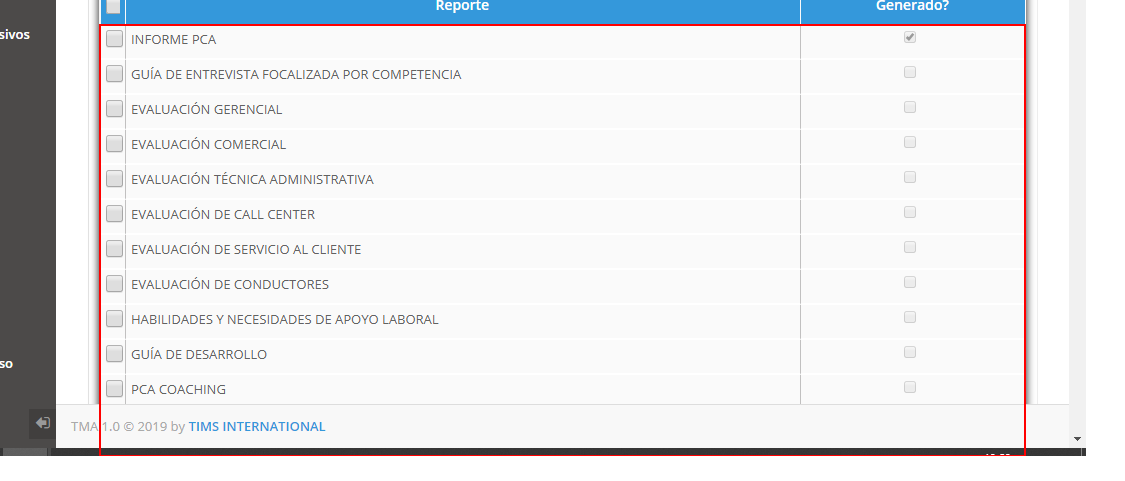 Reporte Generado?
sivos
INFORME PCA
GUÍA DE ENTREVISTA FOCALIZADA POR COMPETENCIA
EVALUACIÓN GERENCIAL
EVALUACIÓN COMERCIAL
EVALUACIÓN TÉCNICA ADMINISTRATIVA
EVALUACIÓN DE CALL CENTER
EVALUACIÓN DE SERVICIO AL CLIENTE
EVALUACIÓN DE CONDUCTORES
HABILIDADES Y NECESIDADES DE APOYO LABORAL
GUÍA DE DESARROLLO
so
PCA COACHING
TMA 1.0 © 2019 by TIMS INTERNATIONAL